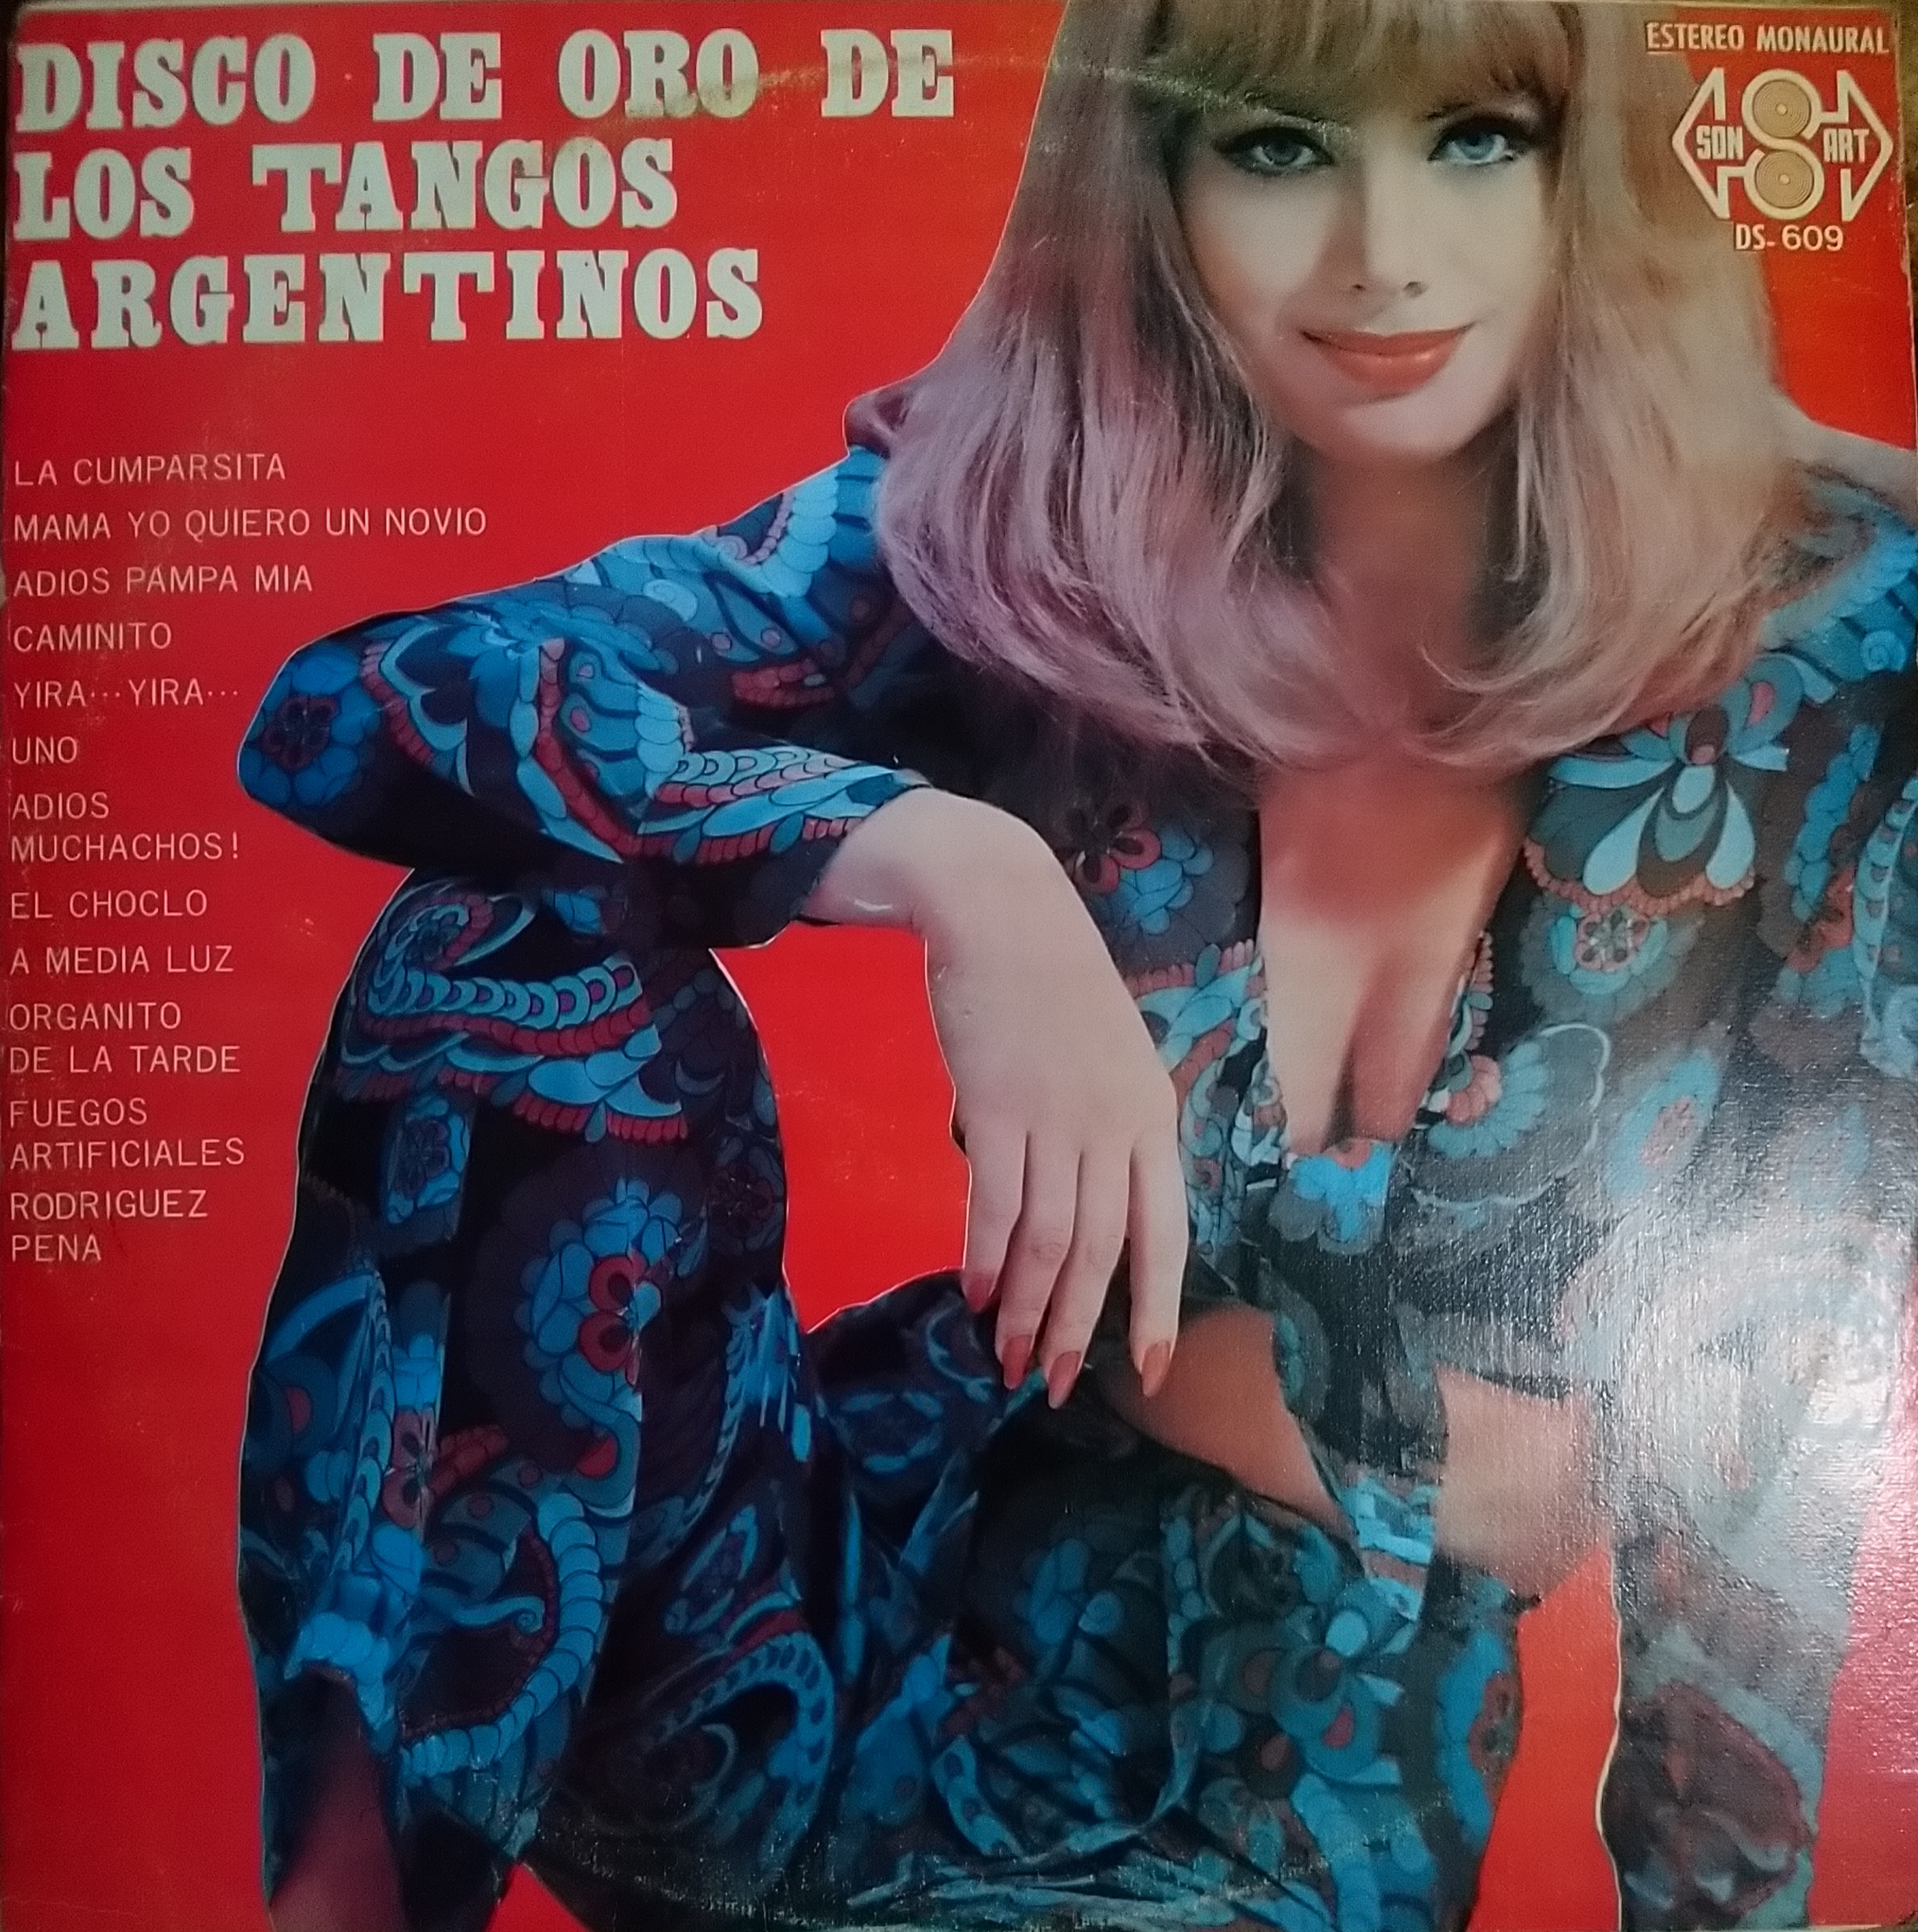 DISCO DE ORO DE
LOS TANGOS
ARGENTINOS
ESTEREO MONAURAL
SON ART
DS-609
LA CUMPARSITA
MAMA YO QUIERO UN NOVIO
ADIOS PAMPA MIA
CAMINITO
YIRA···YIRA···
UNO
ADIOS
MUCHACHOS!
EL CHOCLO
A MEDIA LUZ
ORGANITO
DE LA TARDE
FUEGOS
ARTIFICIALES
RODRIGUEZ
PENA